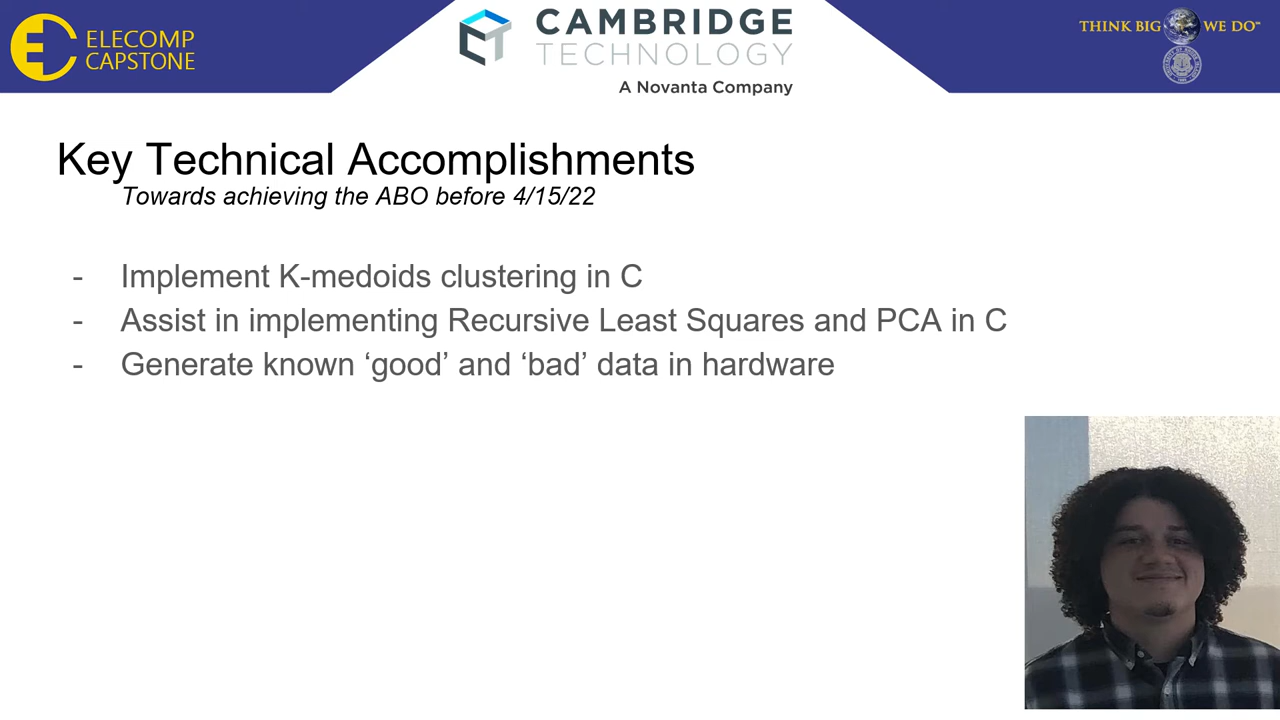 ELECOMP
CAPSTONE
CAMBRIDGE
TECHNOLOGY
A Novanta Company
THINK BIG WE DO™
Key Technical Accomplishments
Towards achieving the ABO before 4/15/22
- Implement K-medoids clustering in C
- Assist in implementing Recursive Least Squares and PCA in C
- Generate known ‘good’ and ‘bad’ data in hardware